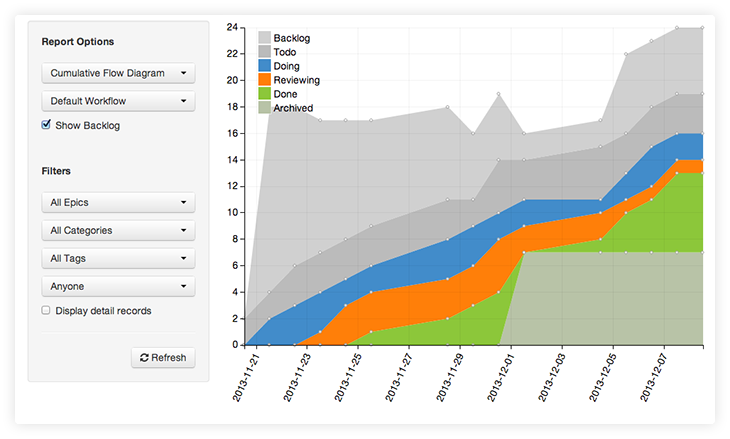 Report Options
Cumulative Flow Diagram
Default Workflow
Show Backlog
Filters
All Epics
All Categories
All Tags
Anyone
Display detail records
Refresh
24
22
20
18
16
14
12
10
8
6
4
2
0
Backlog
Todo
Doing
Reviewing
Done
Archived
2013-11-21
2013-11-23
2013-11-25
2013-11-27
2013-11-29
2013-12-01
2013-12-03
2013-12-05
2013-12-07